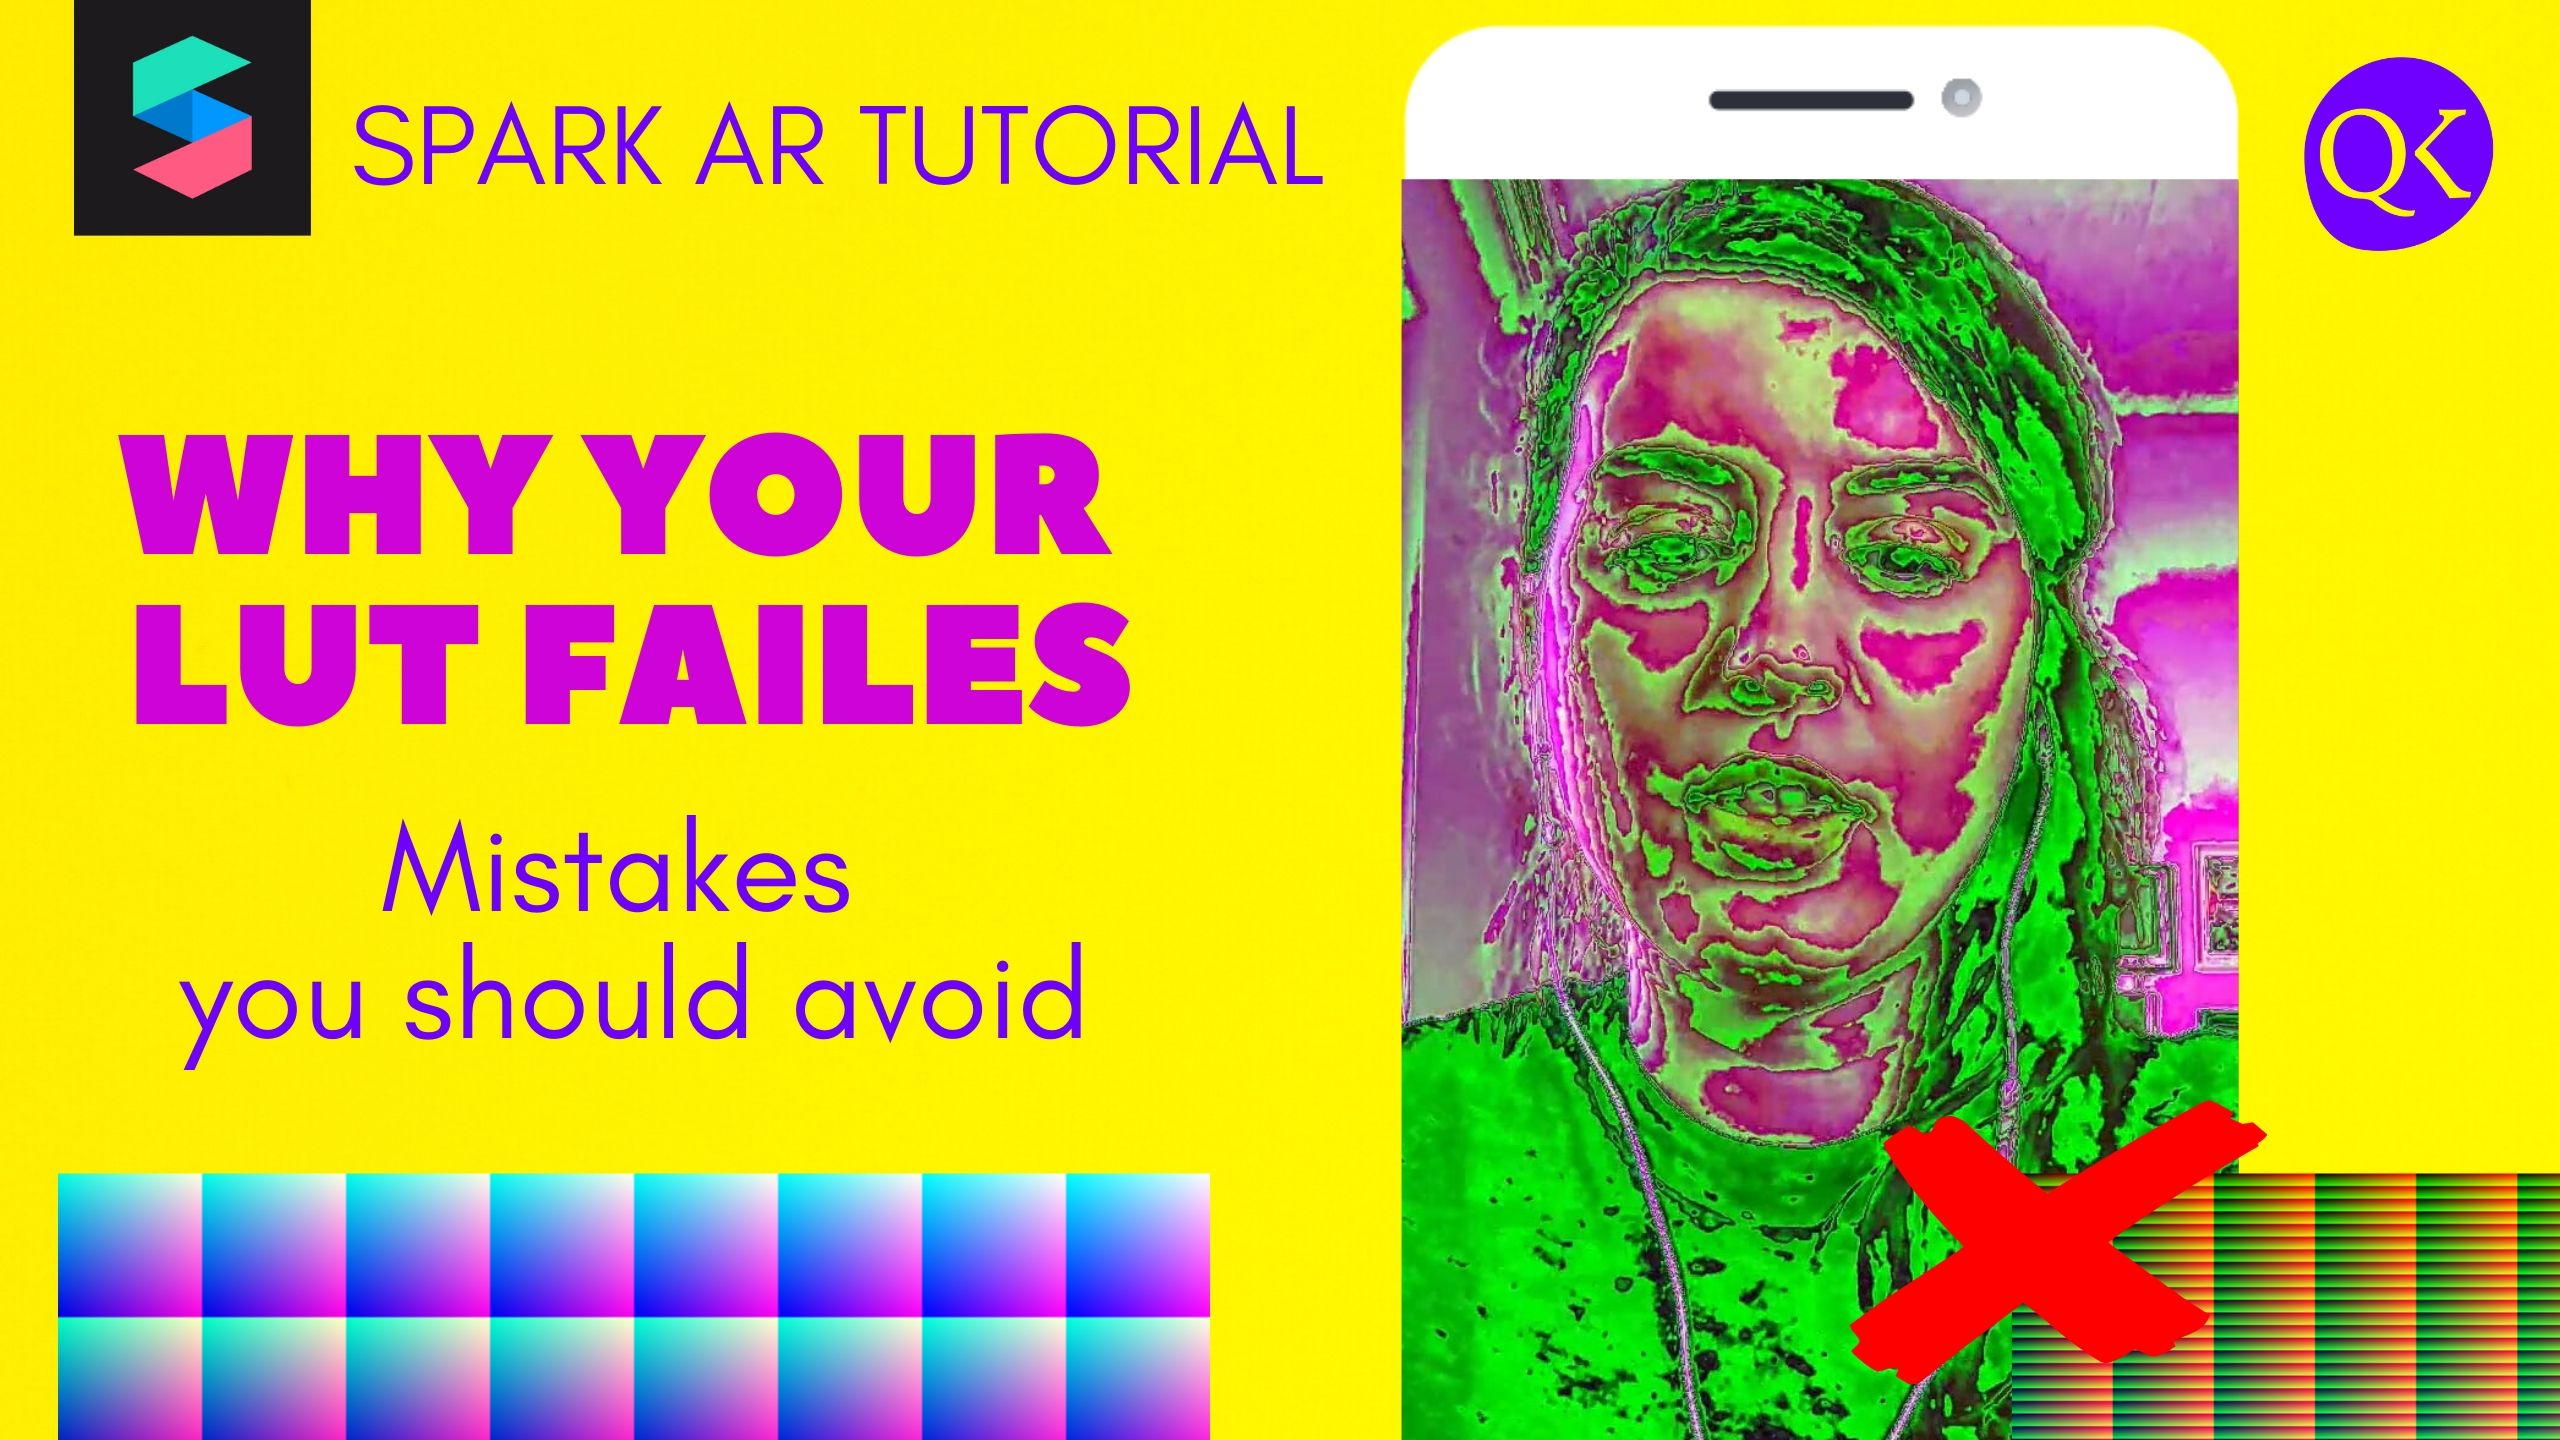 SPARK AR TUTORIAL
QK
WHY YOUR
LUT FAILES
Mistakes
you should avoid